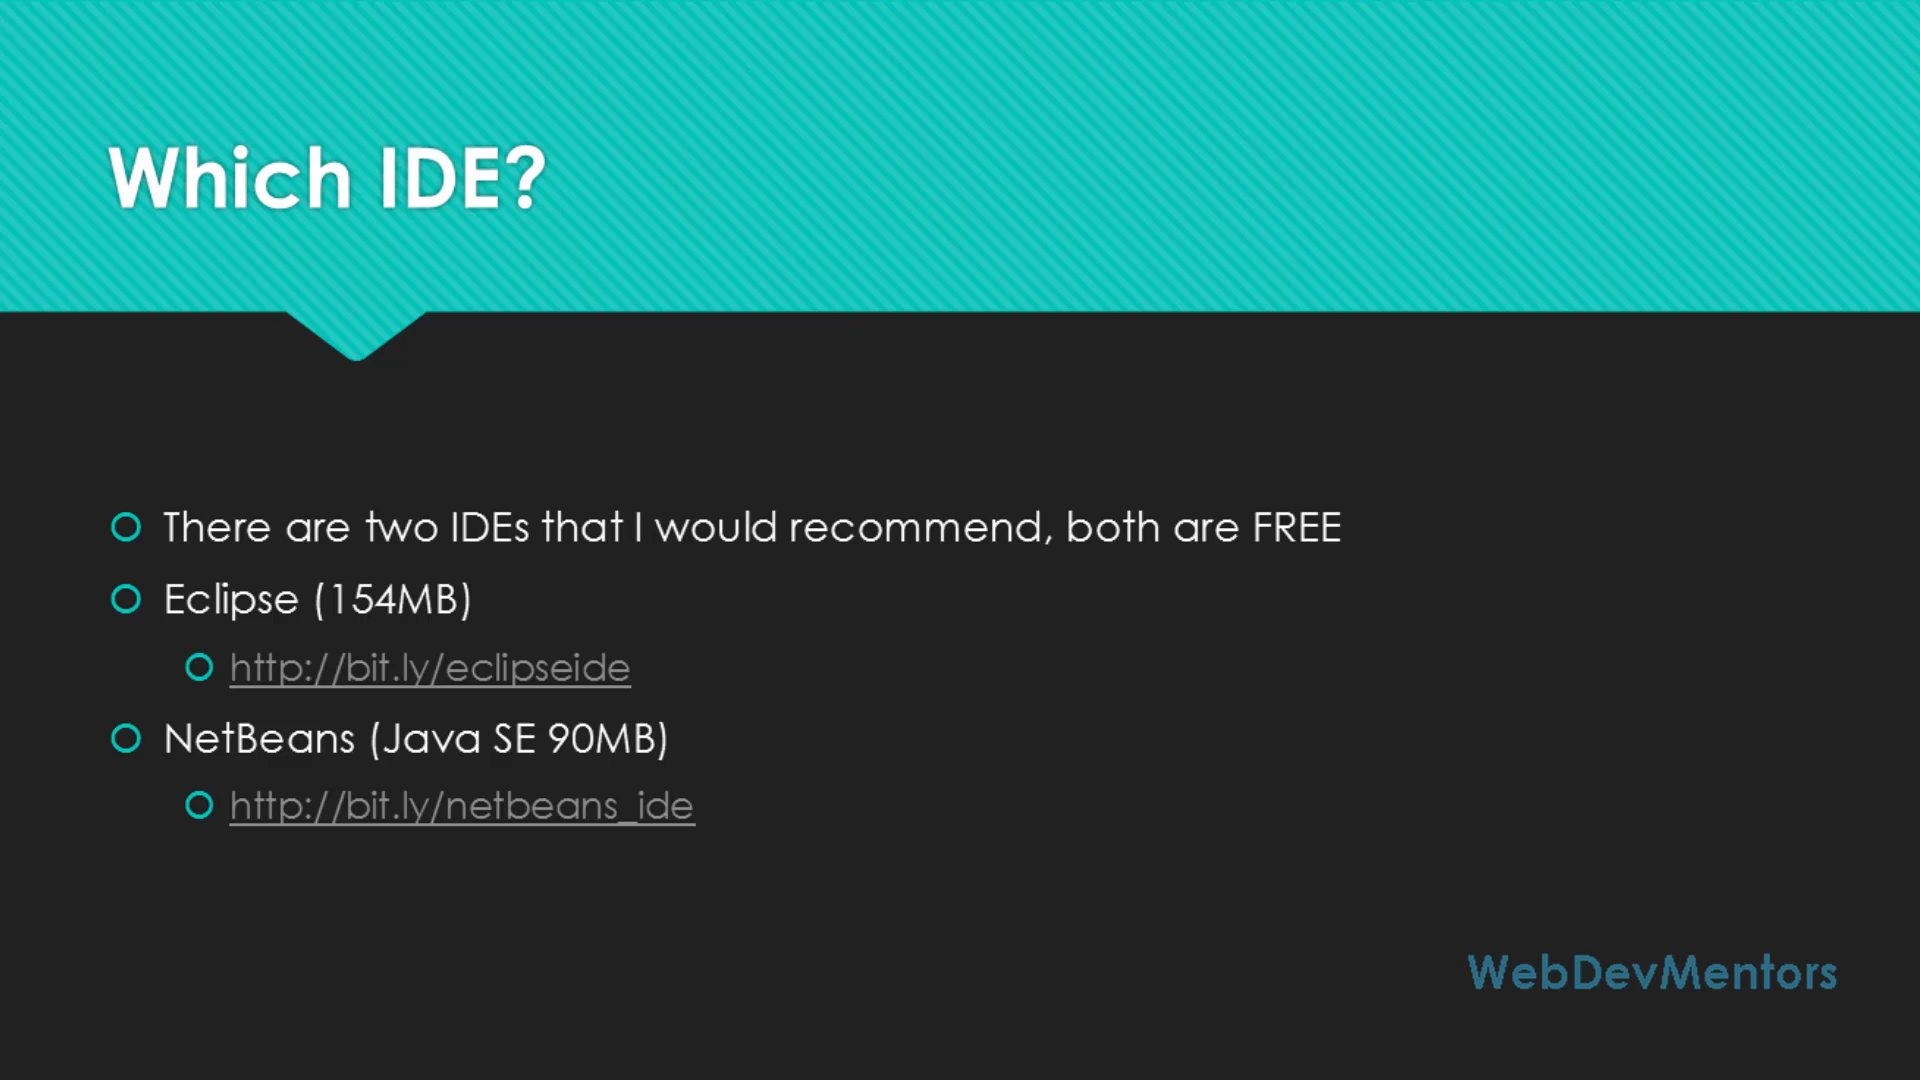 Which IDE?
There are two IDEs that I would recommend, both are FREE
Eclipse (154MB)
http://bit.ly/eclipseide
NetBeans (Java SE 90MB)
http://bit.ly/netbeans_ide
WebDevMentors